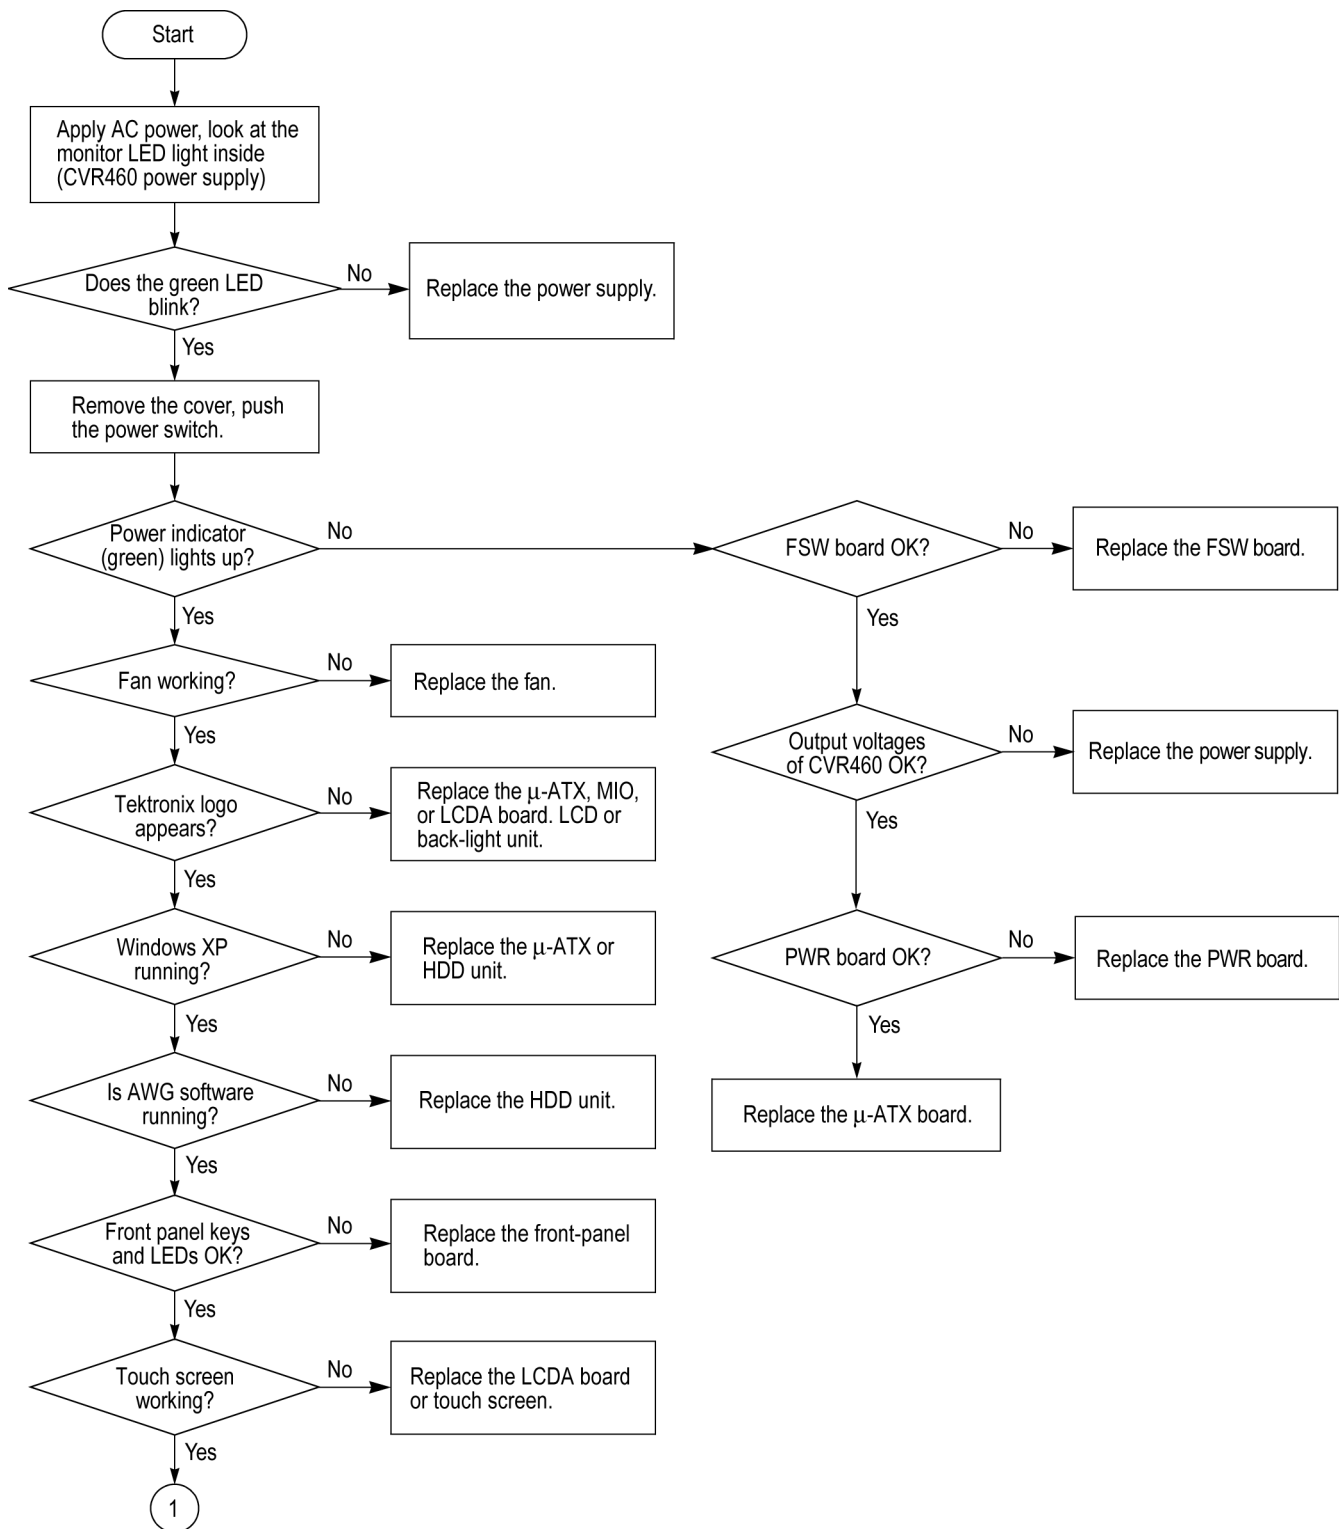 Start
Apply AC power, look at the
monitor LED light inside
(CVR460 power supply)
Does the green LED
blink?
No
Replace the power supply.
Yes
Remove the cover, push
the power switch.
Power indicator
(green) lights up?
No
FSW board OK?
No
Replace the FSW board.
Yes
Yes
Fan working?
No
Replace the fan.
Yes
Output voltages
of CVR460 OK?
No
Replace the power supply.
Yes
Tektronix logo
appears?
No
Replace the μ-ATX, MIO,
or LCDA board. LCD or
back-light unit.
Yes
Windows XP
running?
No
Replace the μ-ATX or
HDD unit.
Yes
PWR board OK?
No
Replace the PWR board.
Yes
Replace the μ-ATX board.
Is AWG software
running?
No
Replace the HDD unit.
Yes
Front panel keys
and LEDs OK?
No
Replace the front-panel
board.
Yes
Touch screen
working?
No
Replace the LCDA board
or touch screen.
Yes
1